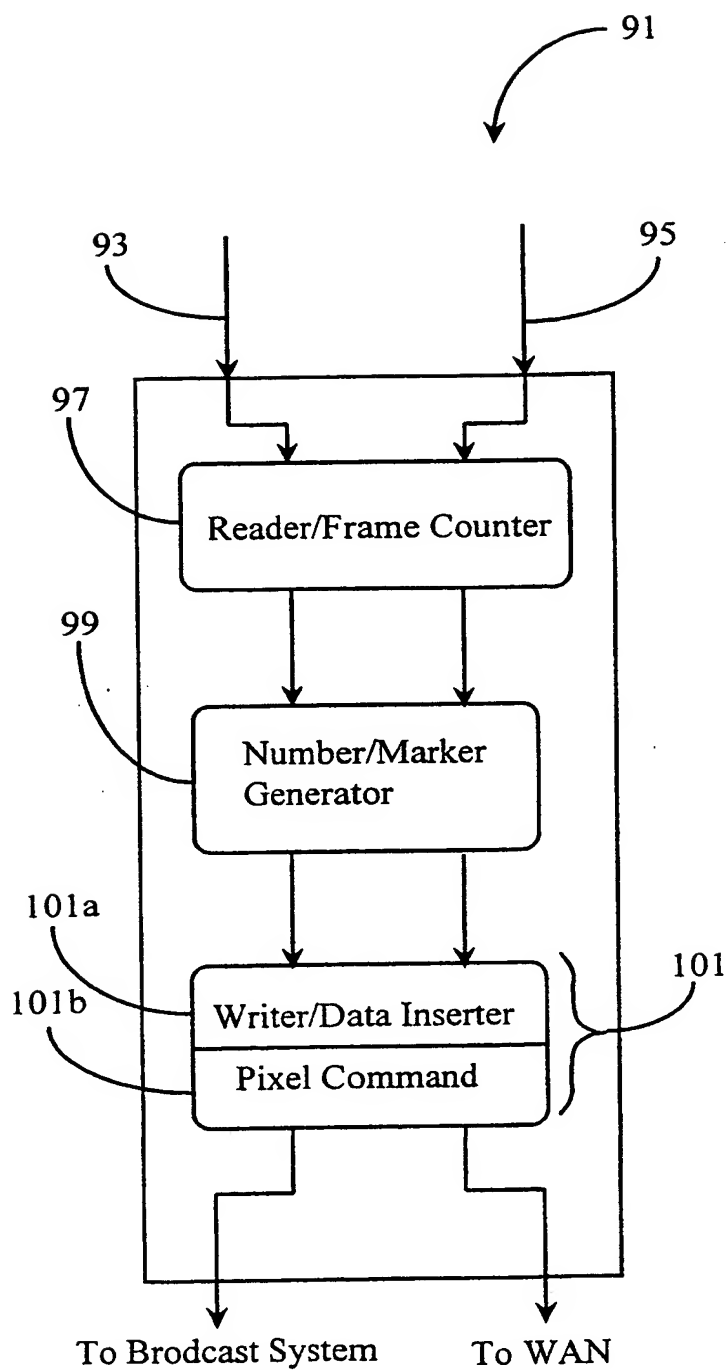 91
93
95
97
Reader/Frame Counter
99
Number/Marker
Generator
101a
101
101b
Writer/Data Inserter
Pixel Command
To Brodcast System
To WAN